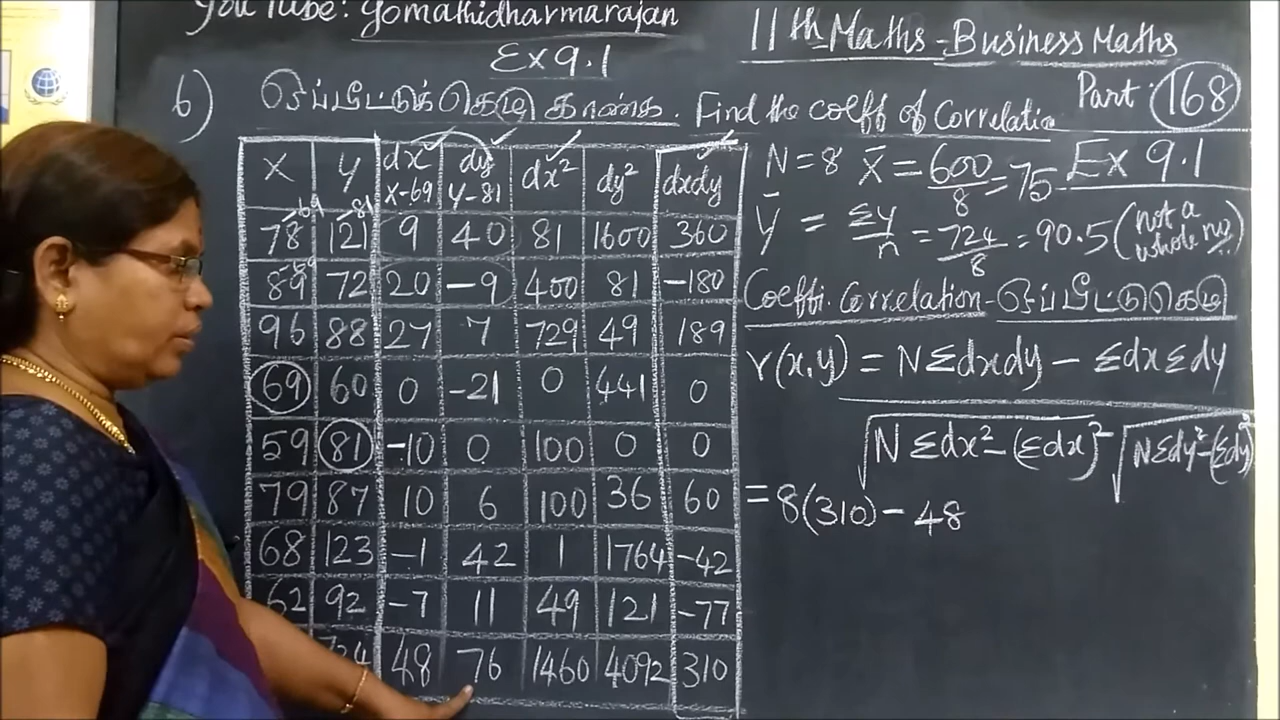 YouTube: gomathidharmarajan
11th Maths - Business Maths
Ex 9.1
Part: 168
6) ஒட்டுறவுக் கெழு காண்க. Find the coeff of Correlatio
x y dx dy dx² dy² dxdy
x-69 y-81
78 121 9 40 81 1600 360
89 72 20 -9 400 81 -180
96 88 27 7 729 49 189
69 60 0 -21 0 441 0
59 81 -10 0 100 0 0
79 87 10 6 100 36 60
68 123 -1 42 1 1764 -42
62 92 -7 11 49 121 -77
724 48 76 1460 4092 310
N = 8 X̄ = 600/8 = 75 Ex 9.1
ȳ = Σy/n = 724/8 = 90.5 (not a whole no.)
Coeffi. Correlation -
r(x,y) = NΣdxdy - ΣdxΣdy
√NΣdx² - (Σdx)² √NΣdy² - (Σdy)²
= 8(310) - 48